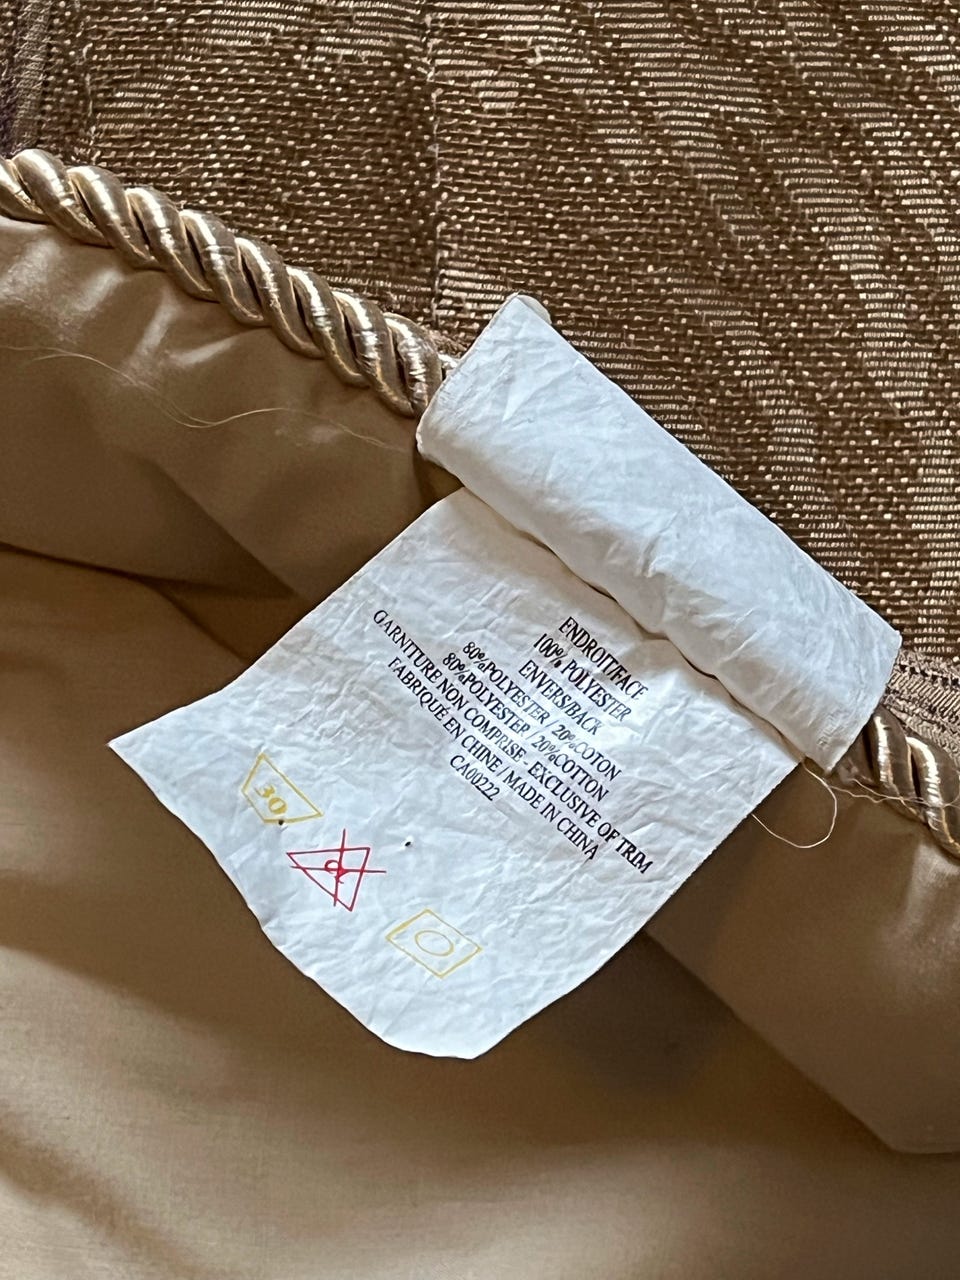 ENDROIT/FACE
100% POLYESTER
ENVERS/BACK
80%POLYESTER / 20%COTON
80%POLYESTER / 20%COTTON
GARNITURE NON COMPRISE - EXCLUSIVE OF TRIM
FABRIQUÉ EN CHINE / MADE IN CHINA
CA00222
30